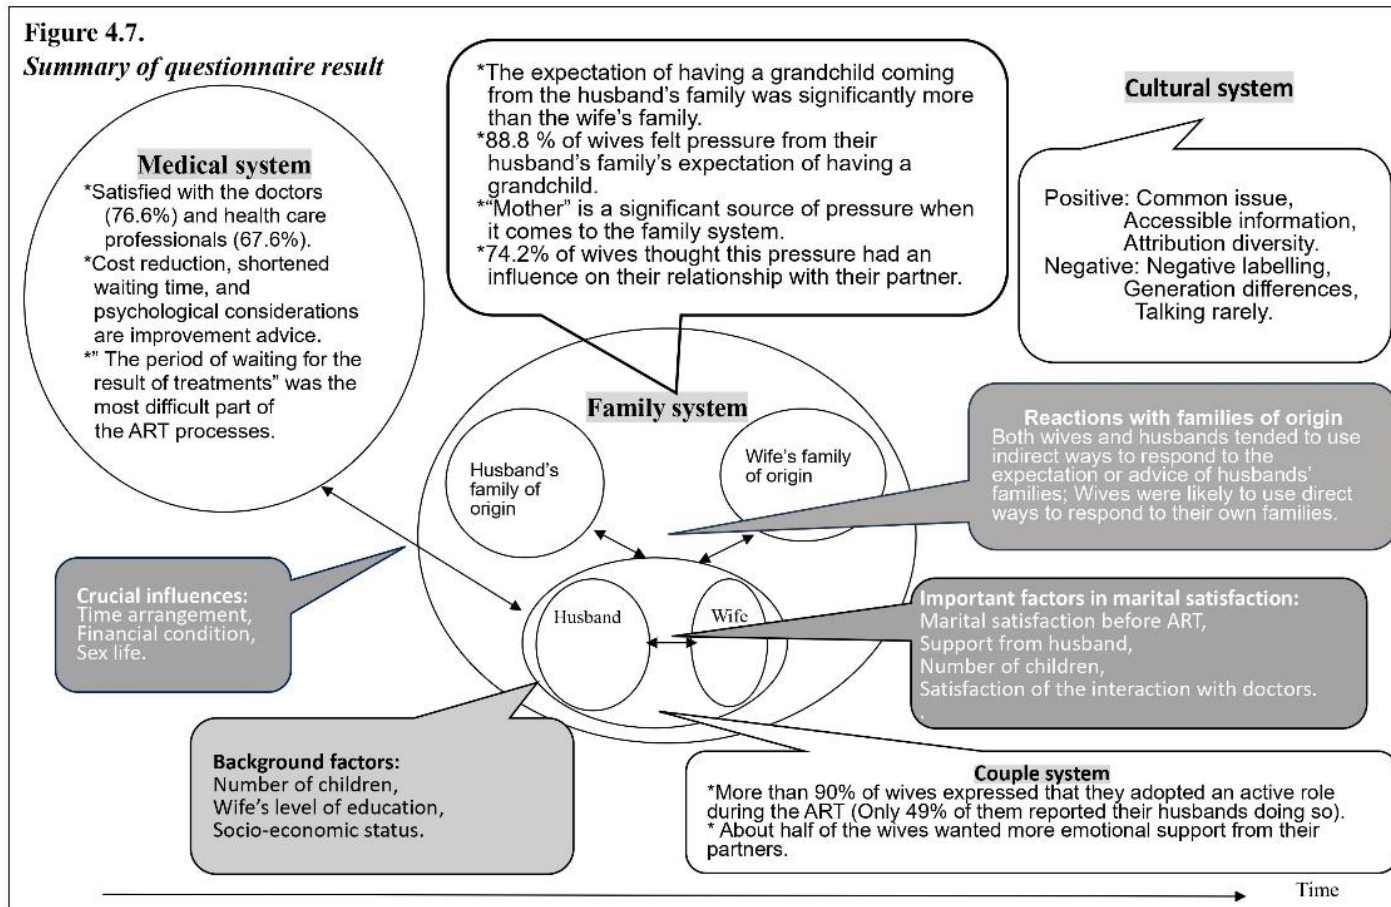 Figure 4.7.
Summary of questionnaire result
Medical system
*Satisfied with the doctors
(76.6%) and health care
professionals (67.6%).
*Cost reduction, shortened
waiting time, and
psychological considerations
are improvement advice.
*” The period of waiting for the
result of treatments” was the
most difficult part of
the ART processes.
*The expectation of having a grandchild coming
from the husband’s family was significantly more
than the wife’s family.
*88.8 % of wives felt pressure from their
husband’s family’s expectation of having a
grandchild.
*“Mother” is a significant source of pressure when
it comes to the family system.
*74.2% of wives thought this pressure had an
influence on their relationship with their partner.
Cultural system
Positive: Common issue,
Accessible information,
Attribution diversity.
Negative: Negative labelling,
Generation differences,
Talking rarely.
Family system
Husband’s
family of
origin
Wife’s family
of origin
Reactions with families of origin
Both wives and husbands tended to use
indirect ways to respond to the
expectation or advice of husbands’
families; Wives were likely to use direct
ways to respond to their own families.
Crucial influences:
Time arrangement,
Financial condition,
Sex life.
Husband
Wife
Important factors in marital satisfaction:
Marital satisfaction before ART,
Support from husband,
Number of children,
Satisfaction of the interaction with doctors.
.
Background factors:
Number of children,
Wife’s level of education,
Socio-economic status.
Couple system
*More than 90% of wives expressed that they adopted an active role
during the ART (Only 49% of them reported their husbands doing so).
* About half of the wives wanted more emotional support from their
partners.
Time